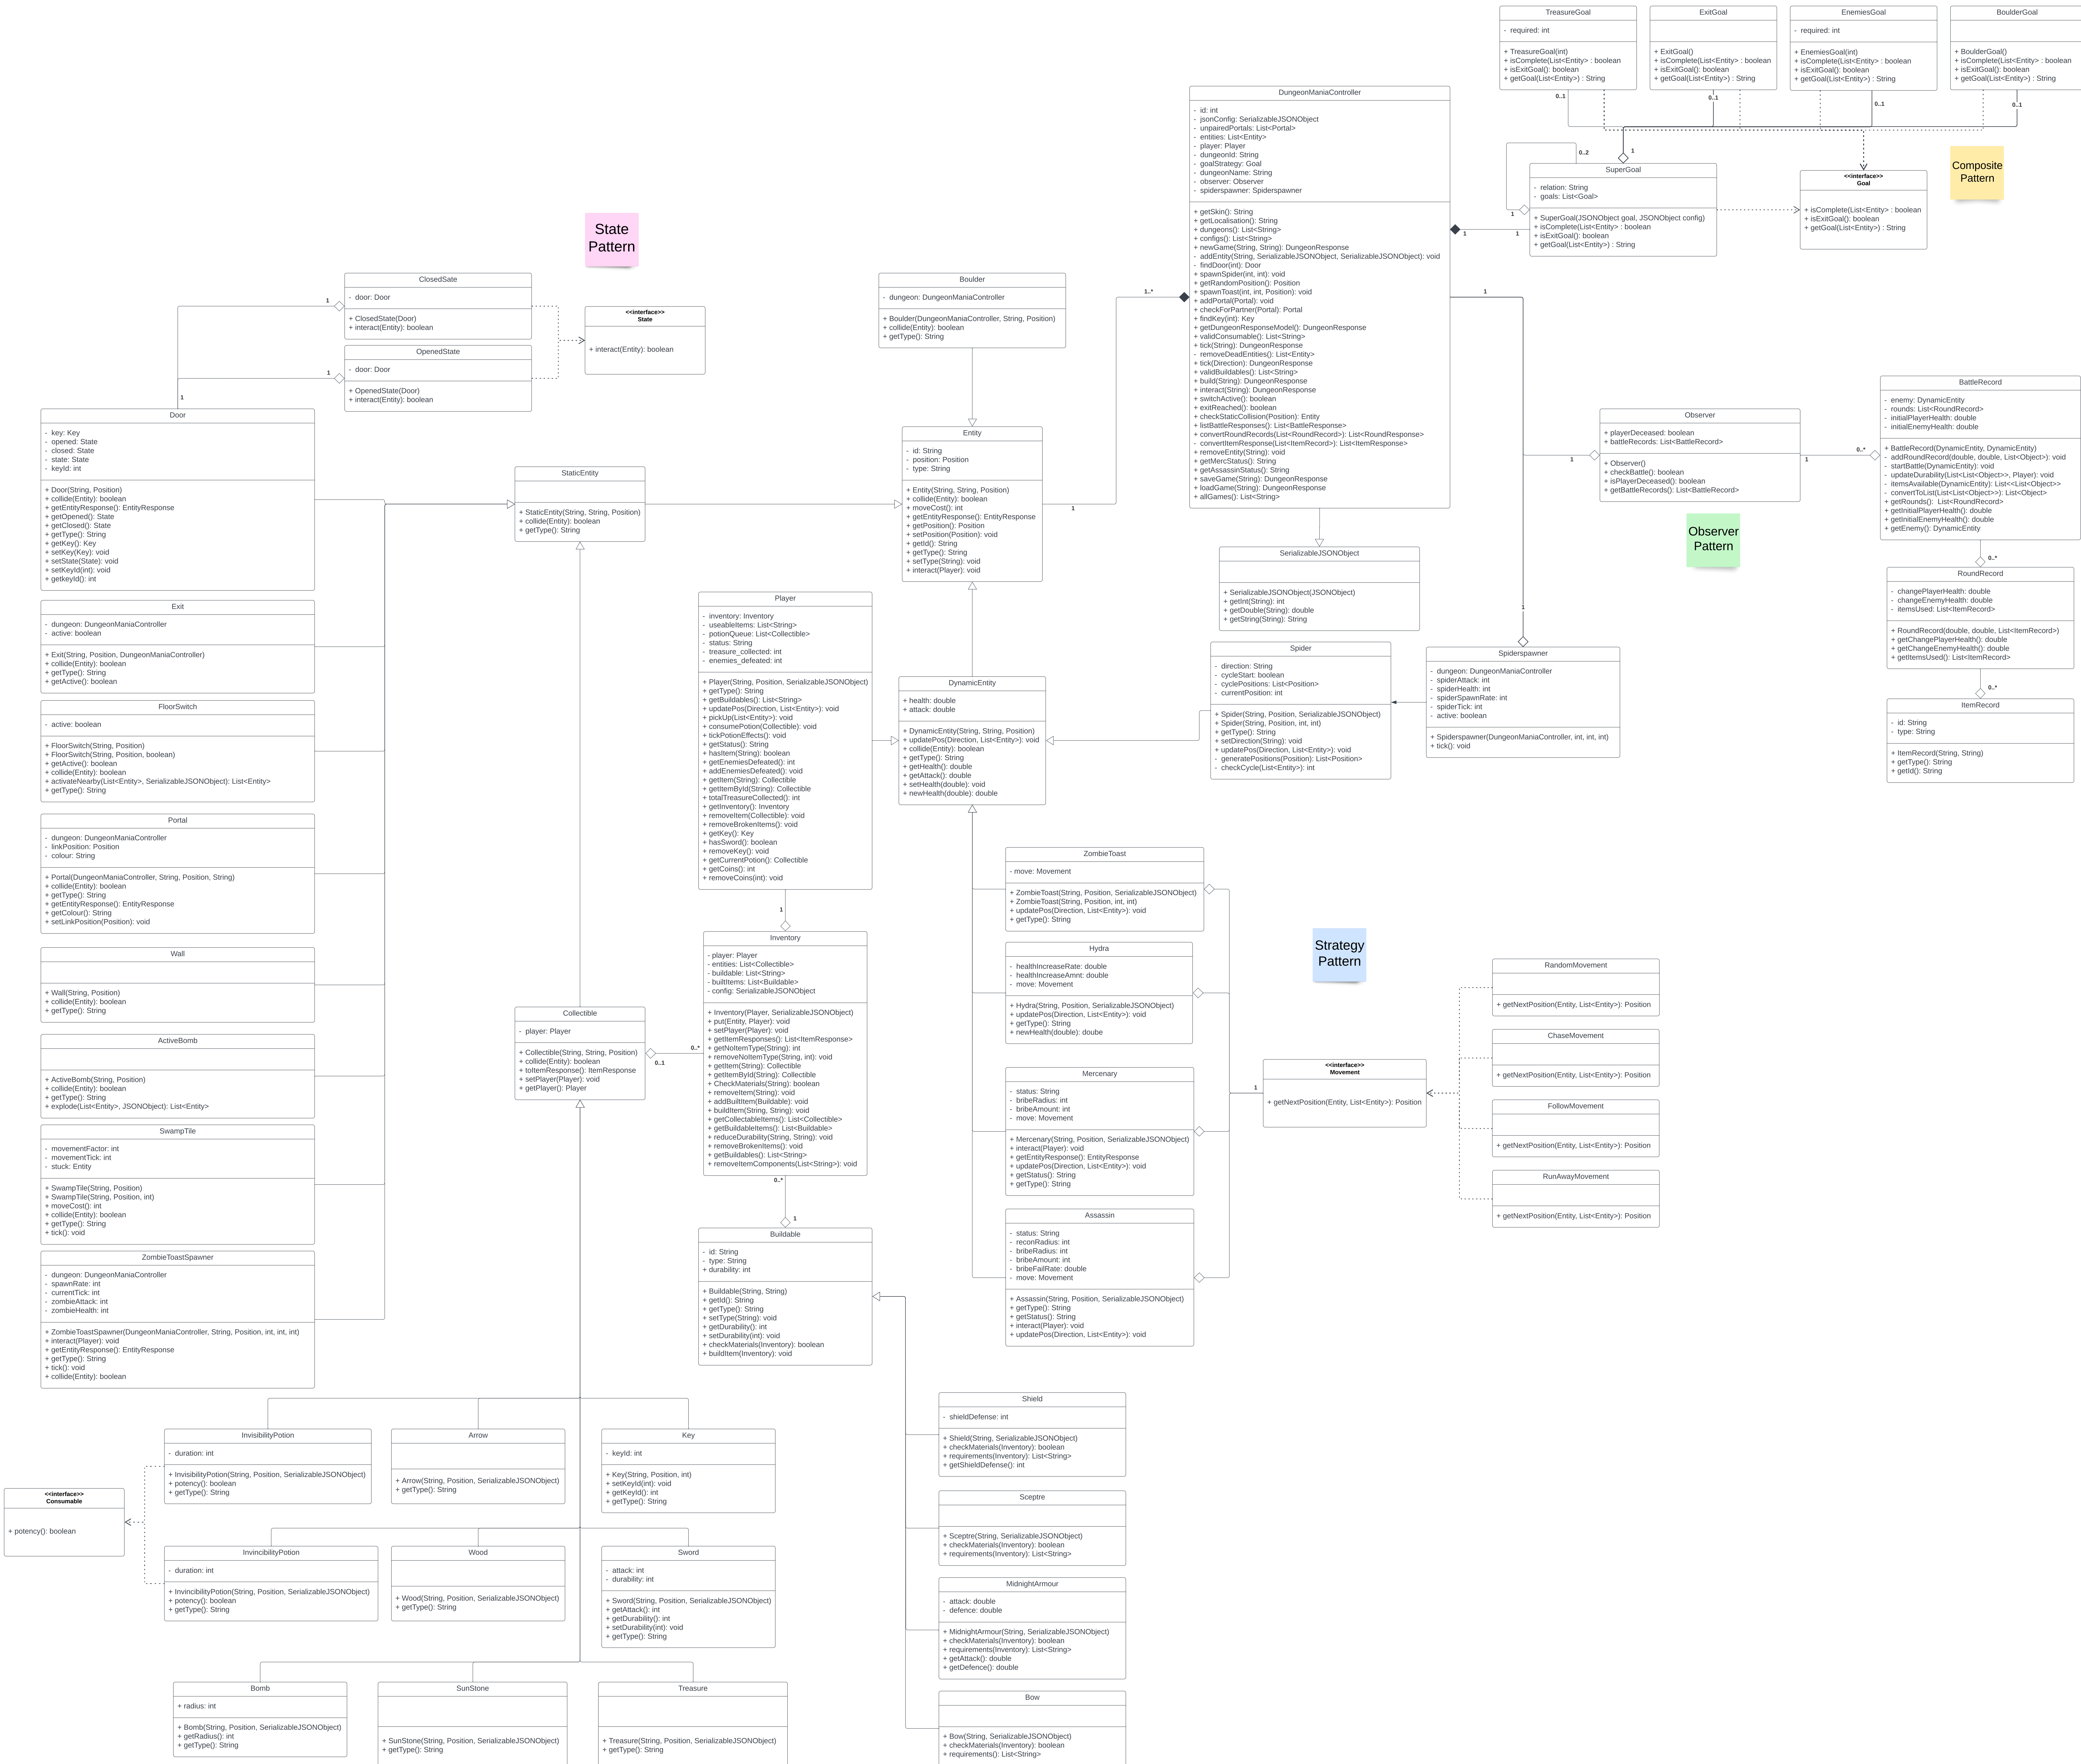 TreasureGoal
- required: int
+ TreasureGoal(int)
+ isComplete(List<Entity> : boolean
+ isExitGoal(): boolean
+ getGoal(List<Entity>) : String
ExitGoal
+ ExitGoal()
+ isComplete(List<Entity> : boolean
+ isExitGoal(): boolean
+ getGoal(List<Entity>) : String
EnemiesGoal
- required: int
+ EnemiesGoal(int)
+ isComplete(List<Entity> : boolean
+ isExitGoal(): boolean
+ getGoal(List<Entity>) : String
BoulderGoal
+ BoulderGoal()
+ isComplete(List<Entity> : boolean
+ isExitGoal(): boolean
+ getGoal(List<Entity>) : String
0..1
0..1
0..1
0..1
0..2
1
1
SuperGoal
- relation: String
- goals: List<Goal>
+ SuperGoal(JSONObject goal, JSONObject config)
+ isComplete(List<Entity> : boolean
+ isExitGoal(): boolean
+ getGoal(List<Entity>) : String
<<interface>>
Goal
+ isComplete(List<Entity> : boolean
+ isExitGoal(): boolean
+ getGoal(List<Entity>) : String
Composite
Pattern
DungeonManiaController
- id: int
- jsonConfig: SerializableJSONObject
- unpairedPortals: List<Portal>
- entities: List<Entity>
- player: Player
- dungeonId: String
- goalStrategy: Goal
- dungeonName: String
- observer: Observer
- spiderspawner: Spiderspawner
+ getSkin(): String
+ getLocalisation(): String
+ dungeons(): List<String>
+ configs(): List<String>
+ newGame(String, String): DungeonResponse
- addEntity(String, SerializableJSONObject, SerializableJSONObject): void
- findDoor(int): Door
+ spawnSpider(int, int): void
+ getRandomPosition(): Position
+ spawnToast(int, int, Position): void
+ addPortal(Portal): void
+ checkForPartner(Portal): Portal
+ findKey(int): Key
+ getDungeonResponseModel(): DungeonResponse
+ validConsumable(): List<String>
+ tick(String): DungeonResponse
- removeDeadEntities(): List<Entity>
+ tick(Direction): DungeonResponse
+ validBuildables(): List<String>
+ build(String): DungeonResponse
+ interact(String): DungeonResponse
+ switchActive(): boolean
+ exitReached(): boolean
+ checkStaticCollision(Position): Entity
+ listBattleResponses(): List<BattleResponse>
+ convertRoundRecords(List<RoundRecord>): List<RoundResponse>
- convertItemResponse(List<ItemRecord>): List<ItemResponse>
+ removeEntity(String): void
+ getMercStatus(): String
+ getAssassinStatus(): String
+ saveGame(String): DungeonResponse
+ loadGame(String): DungeonResponse
+ allGames(): List<String>
1
1
1
1
1
1..*
1
State
Pattern
ClosedSate
- door: Door
+ ClosedState(Door)
+ interact(Entity): boolean
OpenedState
- door: Door
+ OpenedState(Door)
+ interact(Entity): boolean
<<interface>>
State
+ interact(Entity): boolean
1
1
1
Boulder
- dungeon: DungeonManiaController
+ Boulder(DungeonManiaController, String, Position)
+ collide(Entity): boolean
+ getType(): String
Entity
- id: String
- position: Position
- type: String
+ Entity(String, String, Position)
+ collide(Entity): boolean
+ moveCost(): int
+ getEntityResponse(): EntityResponse
+ getPosition(): Position
+ setPosition(Position): void
+ getId(): String
+ getType(): String
+ setType(String): void
+ interact(Player): void
StaticEntity
+ StaticEntity(String, String, Position)
+ collide(Entity): boolean
+ getType(): String
Door
- key: Key
- opened: State
- closed: State
- state: State
- keyId: int
+ Door(String, Position)
+ collide(Entity): boolean
+ getEntityResponse: EntityResponse
+ getOpened(): State
+ getClosed(): State
+ getType(): String
+ getKey(): Key
+ setKey(Key): void
+ setState(State): void
+ setKeyId(int): void
+ getkeyId(): int
Exit
- dungeon: DungeonManiaController
- active: boolean
+ Exit(String, Position, DungeonManiaController)
+ collide(Entity): boolean
+ getType(): String
+ getActive(): boolean
FloorSwitch
- active: boolean
+ FloorSwitch(String, Position)
+ FloorSwitch(String, Position, boolean)
+ getActive(): boolean
+ collide(Entity): boolean
+ activateNearby(List<Entity>, SerializableJSONObject): List<Entity>
+ getType(): String
Portal
- dungeon: DungeonManiaController
- linkPosition: Position
- colour: String
+ Portal(DungeonManiaController, String, Position, String)
+ collide(Entity): boolean
+ getType(): String
+ getEntityResponse(): EntityResponse
+ getColour(): String
+ setLinkPosition(Position): void
Wall
+ Wall(String, Position)
+ collide(Entity): boolean
+ getType(): String
ActiveBomb
+ ActiveBomb(String, Position)
+ collide(Entity): boolean
+ getType(): String
+ explode(List<Entity>, JSONObject): List<Entity>
SwampTile
- movementFactor: int
- movementTick: int
- stuck: Entity
+ SwampTile(String, Position)
+ SwampTile(String, Position, int)
+ moveCost(): int
+ collide(Entity): boolean
+ getType(): String
+ tick(): void
ZombieToastSpawner
- dungeon: DungeonManiaController
- spawnRate: int
- currentTick: int
- zombieAttack: int
- zombieHealth: int
+ ZombieToastSpawner(DungeonManiaController, String, Position, int, int, int)
+ interact(Player): void
+ getEntityResponse(): EntityResponse
+ getType(): String
+ tick(): void
+ collide(Entity): boolean
Observer
+ playerDeceased: boolean
+ battleRecords: List<BattleRecord>
+ Observer()
+ checkBattle(): boolean
+ isPlayerDeceased(): boolean
+ getBattleRecords(): List<BattleRecord>
1
0..*
Observer
Pattern
BattleRecord
- enemy: DynamicEntity
- rounds: List<RoundRecord>
- initialPlayerHealth: double
- initialEnemyHealth: double
+ BattleRecord(DynamicEntity, DynamicEntity)
- addRoundRecord(double, double, List<Object>): void
- startBattle(DynamicEntity): void
- updateDurability(List<List<Object>>, Player): void
- itemsAvailable(DynamicEntity): List<<List<Object>>
- convertToList(List<List<Object>>): List<Object>
+ getRounds(): List<RoundRecord>
+ getInitialPlayerHealth(): double
+ getInitialEnemyHealth(): double
+ getEnemy(): DynamicEntity
0..*
RoundRecord
- changePlayerHealth: double
- changeEnemyHealth: double
- itemsUsed: List<ItemRecord>
+ RoundRecord(double, double, List<ItemRecord>)
+ getChangePlayerHealth(): double
+ getChangeEnemyHealth(): double
+ getItemsUsed(): List<ItemRecord>
0..*
ItemRecord
- id: String
- type: String
+ ItemRecord(String, String)
+ getType(): String
+ getId(): String
SerializableJSONObject
+ SerializableJSONObject(JSONObject)
+ getInt(String): int
+ getDouble(String): double
+ getString(String): String
1
Spider
- direction: String
- cycleStart: boolean
- cyclePositions: List<Position>
- currentPosition: int
+ Spider(String, Position, SerializableJSONObject)
+ Spider(String, Position, int, int)
+ getType(): String
+ setDirection(String): void
+ updatePos(Direction, List<Entity>): void
- generatePositions(Position): List<Position>
- checkCycle(List<Entity>): int
Spiderspawner
- dungeon: DungeonManiaController
- spiderAttack: int
- spiderHealth: int
- spiderSpawnRate: int
- spiderTick: int
- active: boolean
+ Spiderspawner(DungeonManiaController, int, int, int)
+ tick(): void
Player
- inventory: Inventory
- useableItems: List<String>
- potionQueue: List<Collectible>
- status: String
- treasure_collected: int
- enemies_defeated: int
+ Player(String, Position, SerializableJSONObject)
+ getType(): String
+ getBuildables(): List<String>
+ updatePos(Direction, List<Entity>): void
+ pickUp(List<Entity>): void
+ consumePotion(Collectible): void
+ tickPotionEffects(): void
+ getStatus(): String
+ hasItem(String): boolean
+ getEnemiesDefeated(): int
+ addEnemiesDefeated(): void
+ getItem(String): Collectible
+ getItemById(String): Collectible
+ totalTreasureCollected(): int
+ getInventory(): Inventory
+ removeItem(Collectible): void
+ removeBrokenItems(): void
+ getKey(): Key
+ hasSword(): boolean
+ removeKey(): void
+ getCurrentPotion(): Collectible
+ getCoins(): int
+ removeCoins(int): void
DynamicEntity
+ health: double
+ attack: double
+ DynamicEntity(String, String, Position)
+ updatePos(Direction, List<Entity>): void
+ collide(Entity): boolean
+ getType(): String
+ getHealth(): double
+ getAttack(): double
+ setHealth(double): void
+ newHealth(double): double
1
Inventory
- player: Player
- entities: List<Collectible>
- buildable: List<String>
- builtItems: List<Buildable>
- config: SerializableJSONObject
+ Inventory(Player, SerializableJSONObject)
+ put(Entity, Player): void
+ setPlayer(Player): void
+ getItemResponses(): List<ItemResponse>
+ getNoItemType(String): int
+ removeNoItemType(String, int): void
+ getItem(String): Collectible
+ getItemById(String): Collectible
+ CheckMaterials(String): boolean
+ removeItem(String): void
+ addBuiltItem(Buildable): void
+ buildItem(String, String): void
+ getCollectableItems(): List<Collectible>
+ getBuildableItems(): List<Buildable>
+ reduceDurability(String, String): void
+ removeBrokenItems(): void
+ getBuildables(): List<String>
+ removeItemComponents(List<String>): void
Collectible
- player: Player
+ Collectible(String, String, Position)
+ collide(Entity): boolean
+ toItemResponse(): ItemResponse
+ setPlayer(Player): void
+ getPlayer(): Player
0..*
0..1
0..*
1
Buildable
- id: String
- type: String
+ durability: int
+ Buildable(String, String)
+ getId(): String
+ getType(): String
+ setType(String): void
+ getDurability(): int
+ setDurability(int): void
+ checkMaterials(Inventory): boolean
+ buildItem(Inventory): void
ZombieToast
- move: Movement
+ ZombieToast(String, Position, SerializableJSONObject)
+ ZombieToast(String, Position, int, int)
+ updatePos(Direction, List<Entity>): void
+ getType(): String
Hydra
- healthIncreaseRate: double
- healthIncreaseAmnt: double
- move: Movement
+ Hydra(String, Position, SerializableJSONObject)
+ updatePos(Direction, List<Entity>): void
+ getType(): String
+ newHealth(double): doube
Mercenary
- status: String
- bribeRadius: int
- bribeAmount: int
- move: Movement
+ Mercenary(String, Position, SerializableJSONObject)
+ interact(Player): void
+ getEntityResponse(): EntityResponse
+ updatePos(Direction, List<Entity>): void
+ getStatus(): String
+ getType(): String
Assassin
- status: String
- reconRadius: int
- bribeRadius: int
- bribeAmount: int
- bribeFailRate: double
- move: Movement
+ Assassin(String, Position, SerializableJSONObject)
+ getType(): String
+ getStatus(): String
+ interact(Player): void
+ updatePos(Direction, List<Entity>): void
Strategy
Pattern
1
<<interface>>
Movement
+ getNextPosition(Entity, List<Entity>): Position
RandomMovement
+ getNextPosition(Entity, List<Entity>): Position
ChaseMovement
+ getNextPosition(Entity, List<Entity>): Position
FollowMovement
+ getNextPosition(Entity, List<Entity>): Position
RunAwayMovement
+ getNextPosition(Entity, List<Entity>): Position
Shield
- shieldDefense: int
+ Shield(String, SerializableJSONObject)
+ checkMaterials(Inventory): boolean
+ requirements(Inventory): List<String>
+ getShieldDefense(): int
Sceptre
+ Sceptre(String, SerializableJSONObject)
+ checkMaterials(Inventory): boolean
+ requirements(Inventory): List<String>
MidnightArmour
- attack: double
- defence: double
+ MidnightArmour(String, SerializableJSONObject)
+ checkMaterials(Inventory): boolean
+ requirements(Inventory): List<String>
+ getAttack(): double
+ getDefence(): double
Bow
+ Bow(String, SerializableJSONObject)
+ checkMaterials(Inventory): boolean
+ requirements(): List<String>
<<interface>>
Consumable
+ potency(): boolean
InvisibilityPotion
- duration: int
+ InvisibilityPotion(String, Position, SerializableJSONObject)
+ potency(): boolean
+ getType(): String
Arrow
+ Arrow(String, Position, SerializableJSONObject)
+ getType(): String
Key
- keyId: int
+ Key(String, Position, int)
+ setKeyId(int): void
+ getKeyId(): int
+ getType(): String
InvincibilityPotion
- duration: int
+ InvincibilityPotion(String, Position, SerializableJSONObject)
+ potency(): boolean
+ getType(): String
Wood
+ Wood(String, Position, SerializableJSONObject)
+ getType(): String
Sword
- attack: int
- durability: int
+ Sword(String, Position, SerializableJSONObject)
+ getAttack(): int
+ getDurability(): int
+ setDurability(int): void
+ getType(): String
Bomb
+ radius: int
+ Bomb(String, Position, SerializableJSONObject)
+ getRadius(): int
+ getType(): String
SunStone
+ SunStone(String, Position, SerializableJSONObject)
+ getType(): String
Treasure
+ Treasure(String, Position, SerializableJSONObject)
+ getType(): String